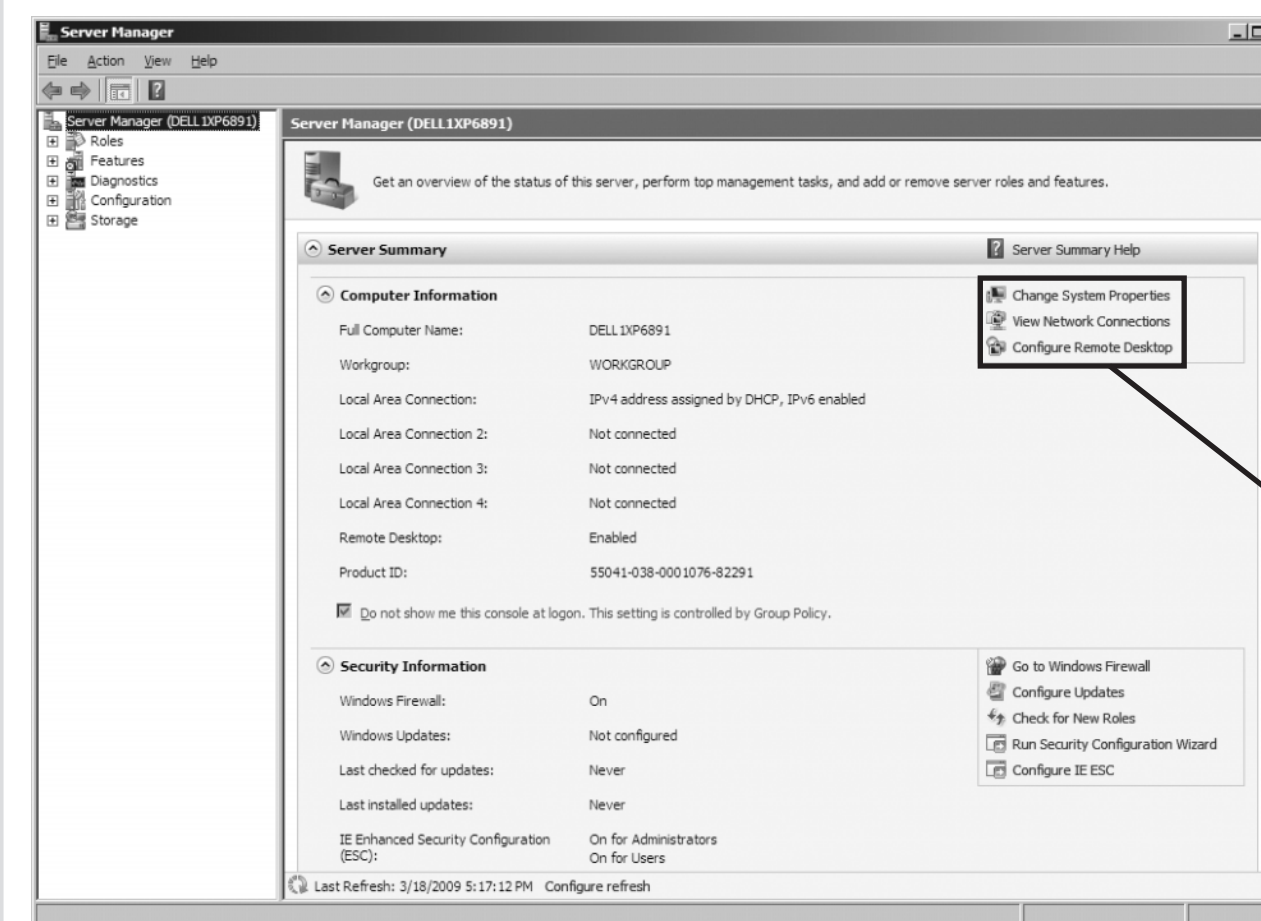 Server Manager
File Action View Help
Server Manager (DELL1XP6891)
Roles
Features
Diagnostics
Configuration
Storage
Server Manager (DELL1XP6891)
Get an overview of the status of this server, perform top management tasks, and add or remove server roles and features.
Server Summary
Server Summary Help
Computer Information
Full Computer Name: DELL1XP6891
Workgroup: WORKGROUP
Local Area Connection: IPv4 address assigned by DHCP, IPv6 enabled
Local Area Connection 2: Not connected
Local Area Connection 3: Not connected
Local Area Connection 4: Not connected
Remote Desktop: Enabled
Product ID: 55041-038-0001076-82291
Do not show me this console at logon. This setting is controlled by Group Policy.
Change System Properties
View Network Connections
Configure Remote Desktop
Security Information
Windows Firewall: On
Windows Updates: Not configured
Last checked for updates: Never
Last installed updates: Never
IE Enhanced Security Configuration On for Administrators
(ESC): On for Users
Go to Windows Firewall
Configure Updates
Check for New Roles
Run Security Configuration Wizard
Configure IE ESC
Last Refresh: 3/18/2009 5:17:12 PM Configure refresh